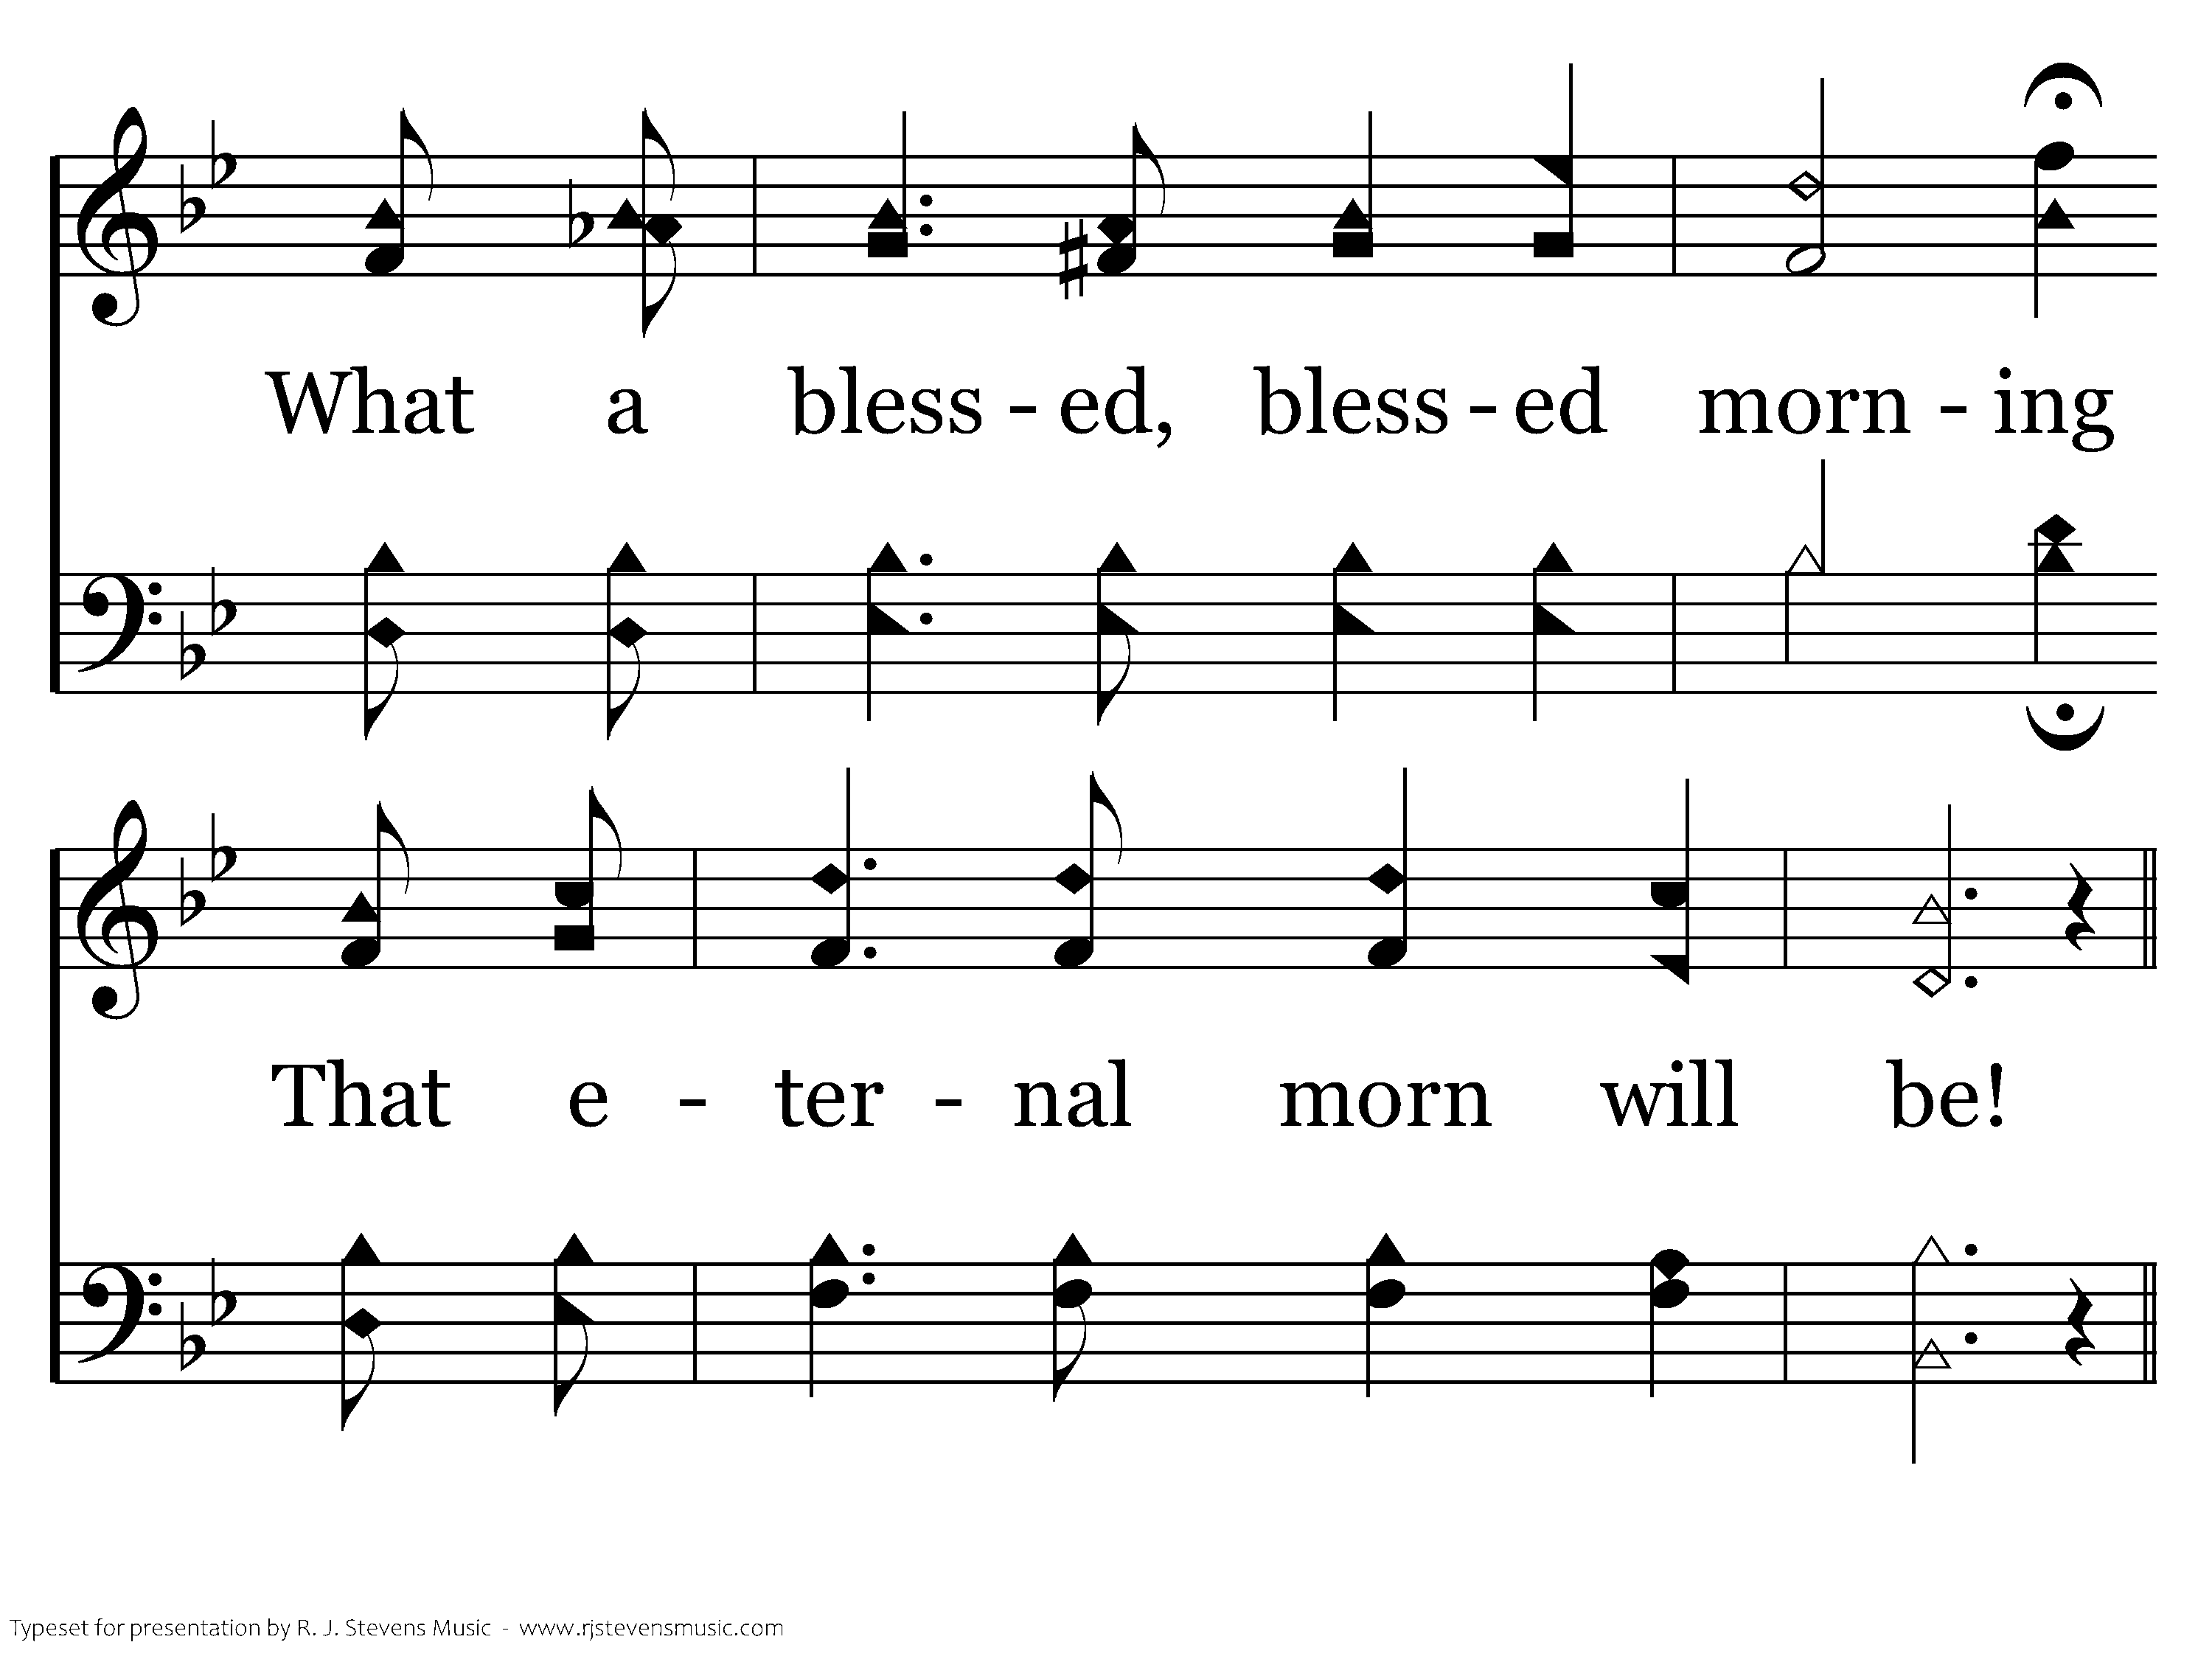 What a bless - ed, bless - ed morn - ing
That e - ter - nal morn will be!
Typeset for presentation by R. J. Stevens Music - www.rjstevensmusic.com